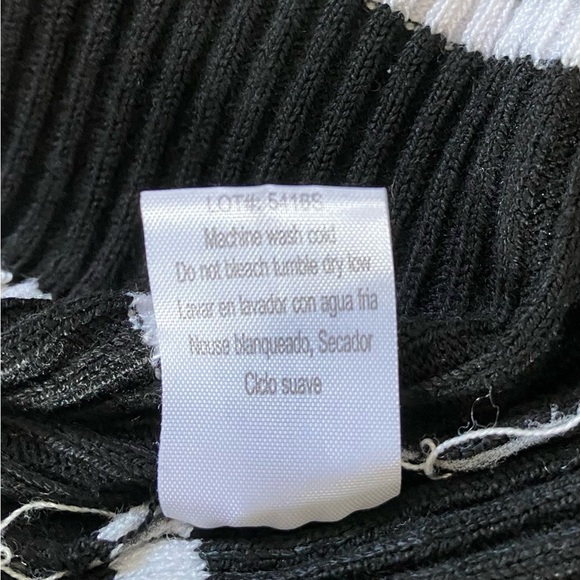 LOT#: 5418S
Machine wash cold
Do not bleach tumble dry low
Lavar en lavador con agua fria
Nouse blanqueado, Secador
Ciclo suave